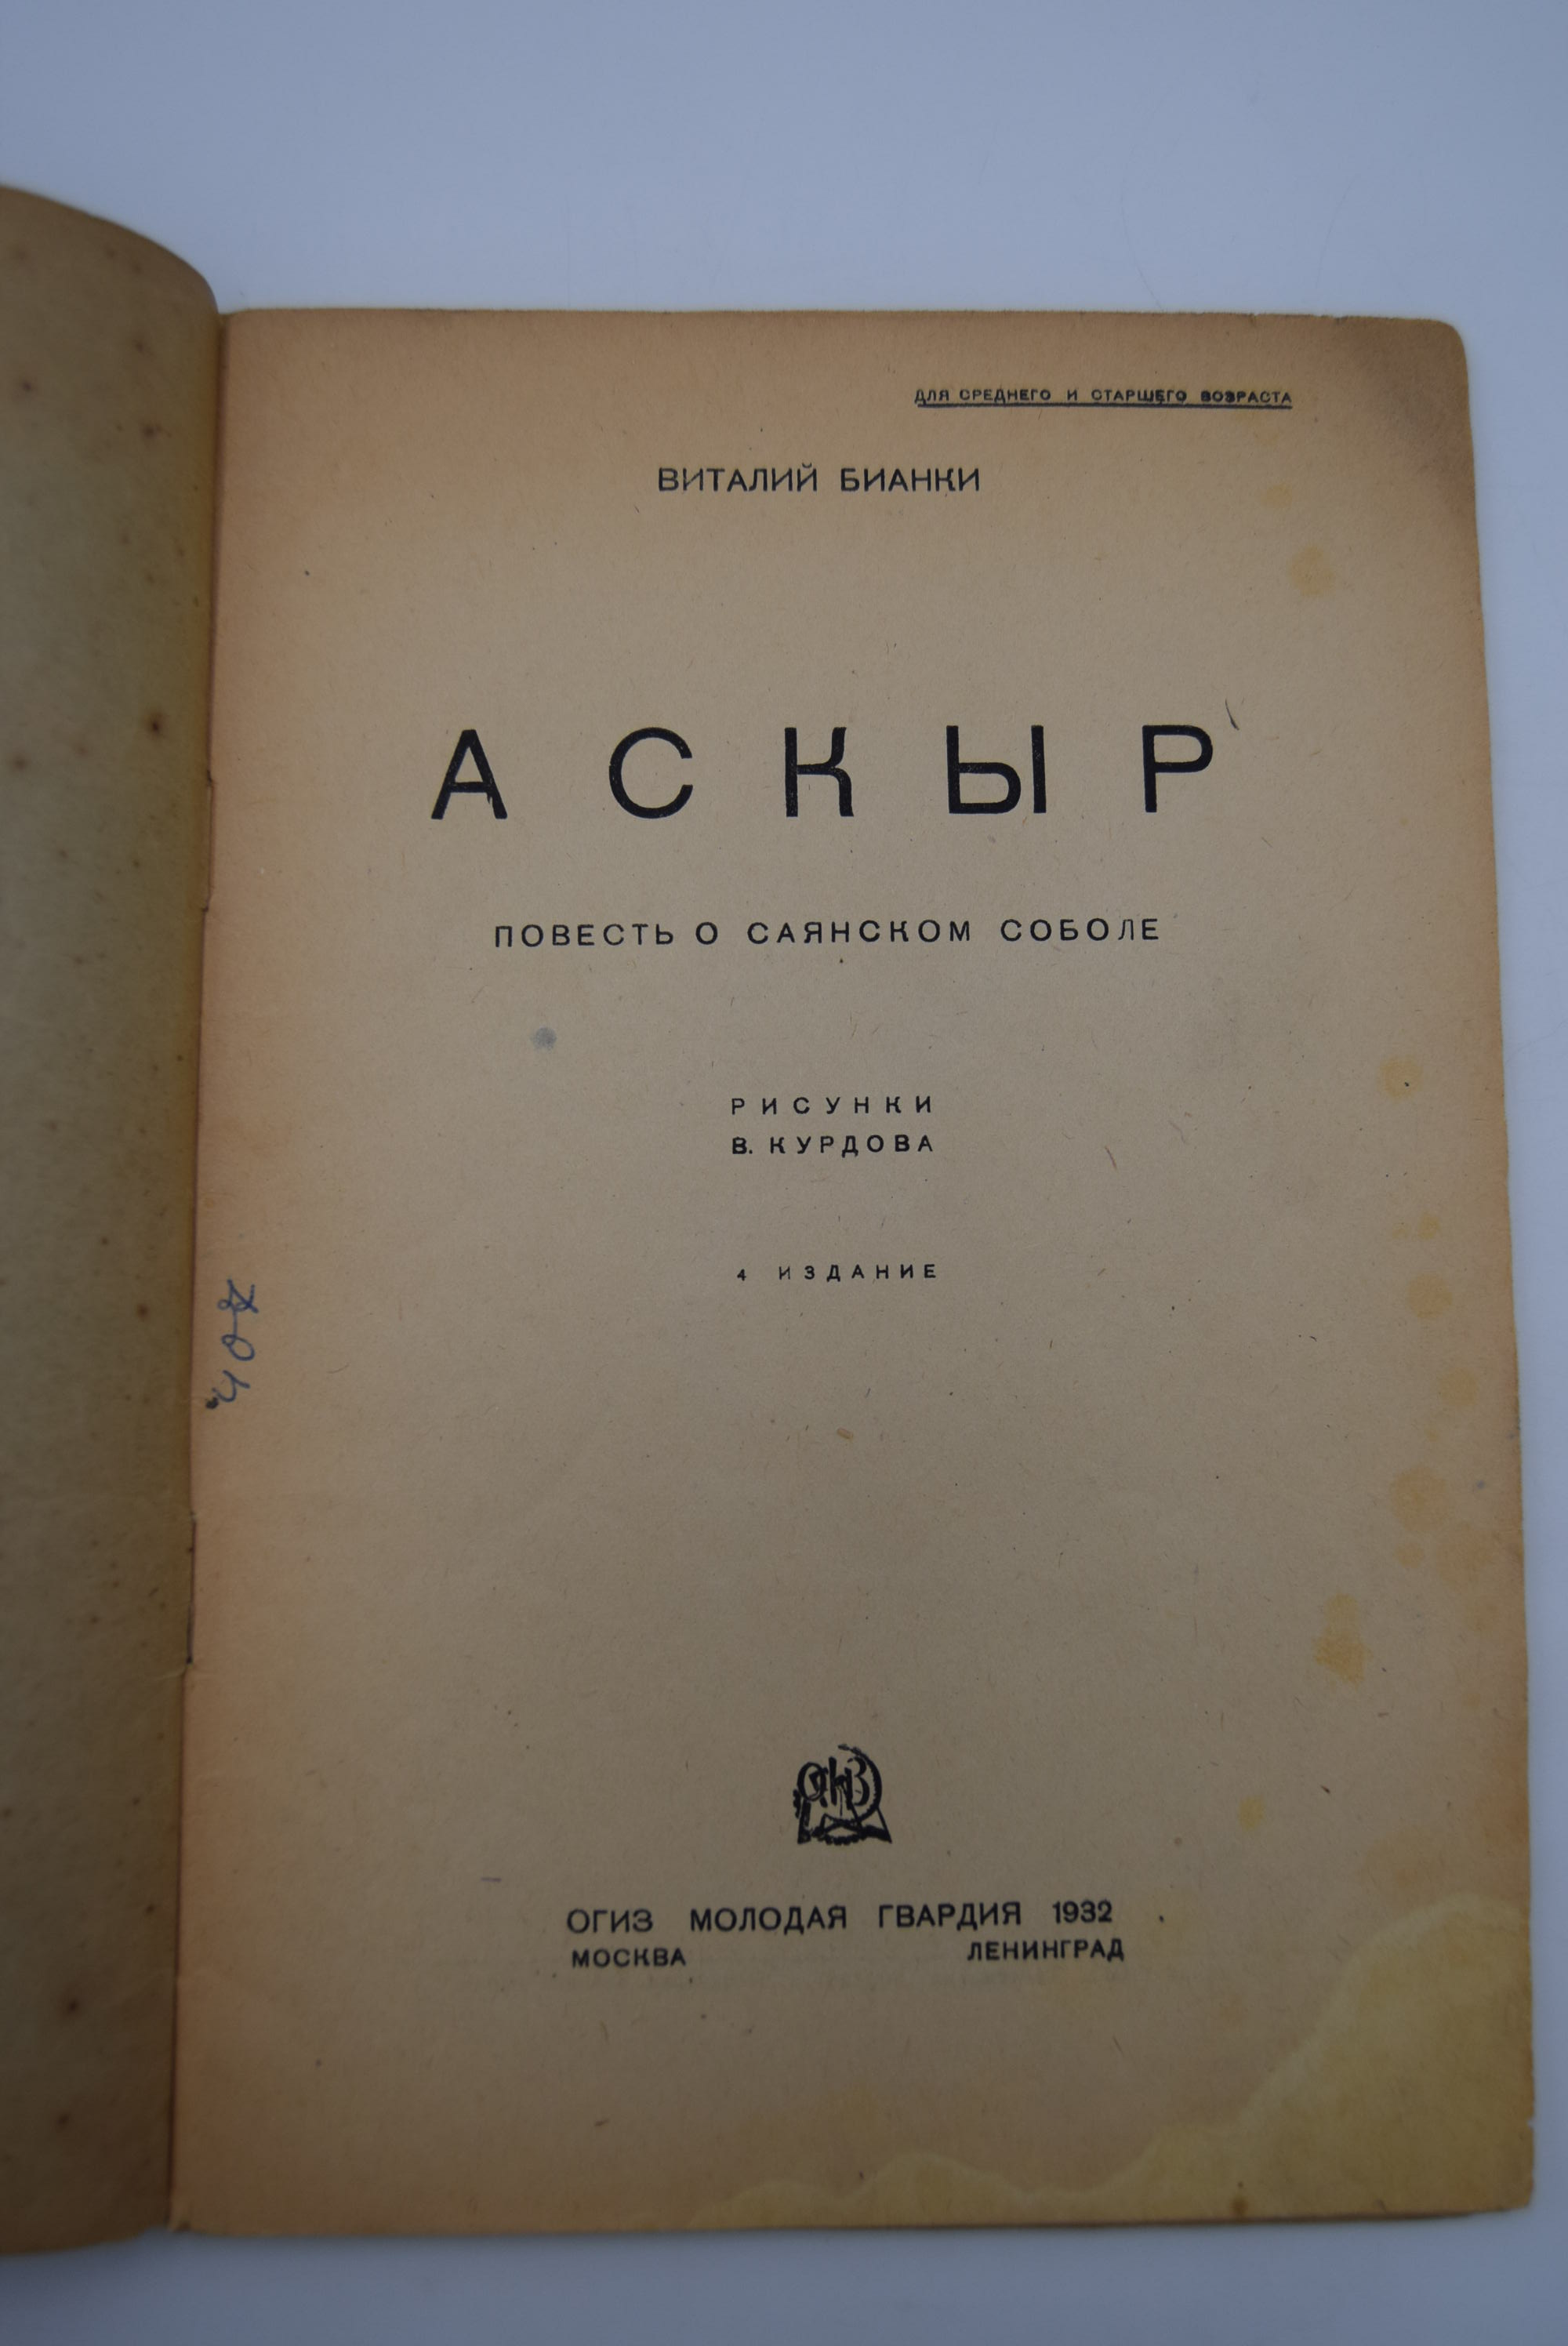 ДЛЯ СРЕДНЕГО И СТАРШЕГО ВОЗРАСТА
ВИТАЛИЙ БИАНКИ
АСКЫР
ПОВЕСТЬ О САЯНСКОМ СОБОЛЕ
РИСУНКИ
В. КУРДОВА
4 ИЗДАНИЕ
ОГИЗ МОЛОДАЯ ГВАРДИЯ 1932
МОСКВА ЛЕНИНГРАД